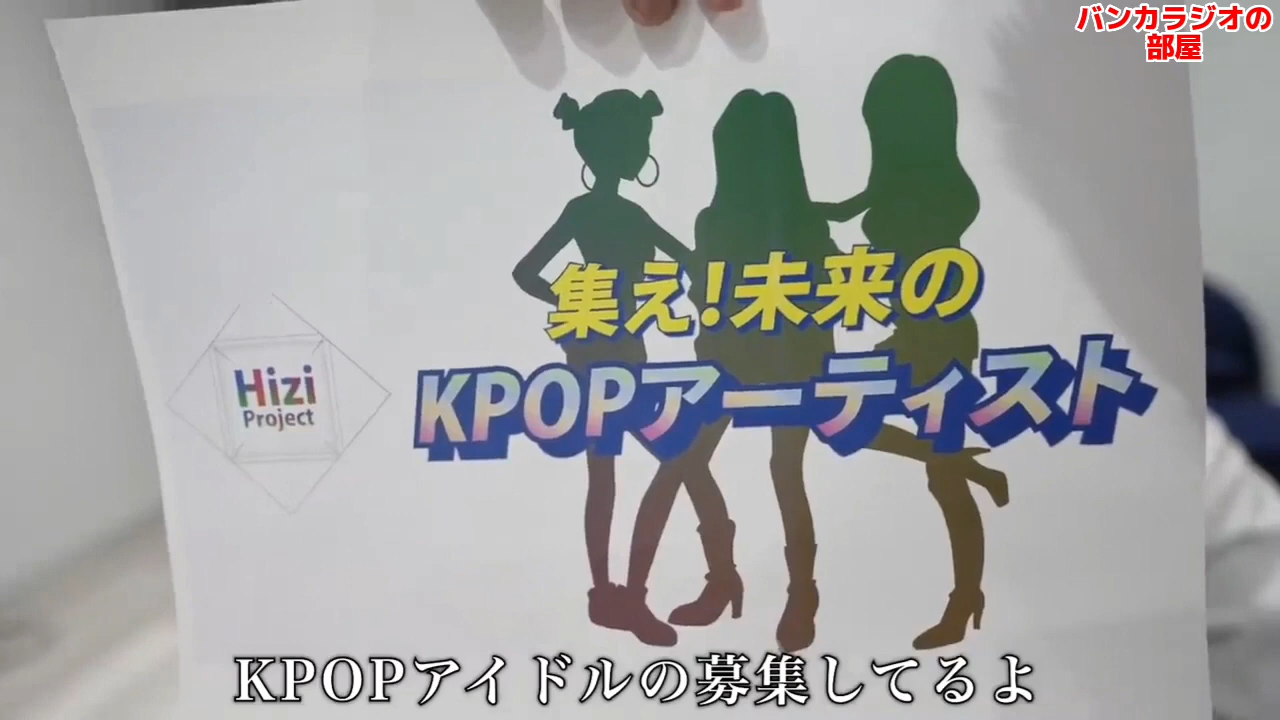 バンカラジオの
部屋
集え!未来の
KPOPアーティスト
Hizi
Project
KPOPアイドルの募集してるよ